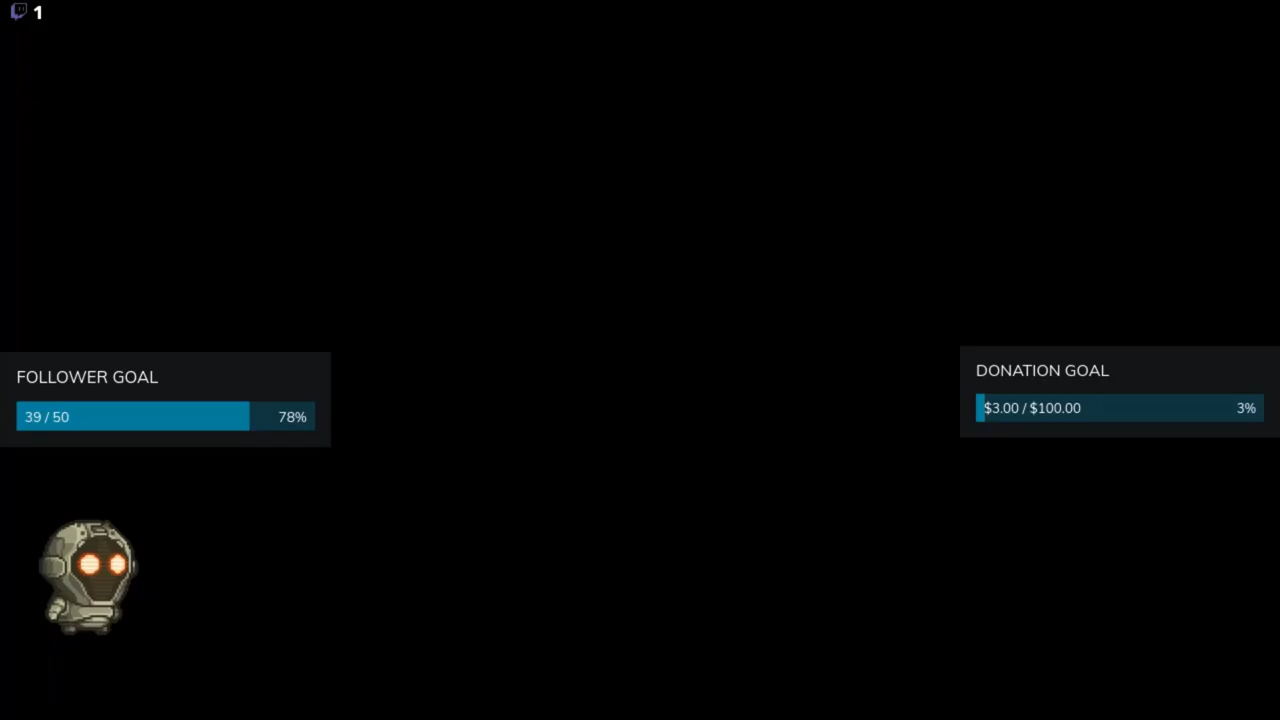 1
FOLLOWER GOAL
39 / 50 78%
DONATION GOAL
$3.00 / $100.00 3%